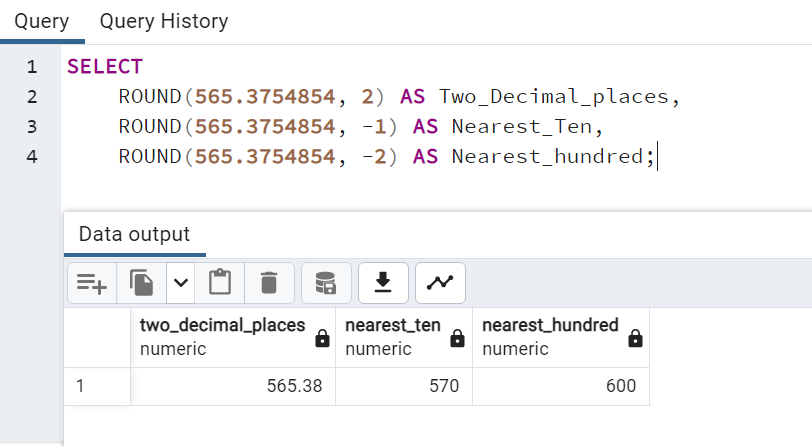 Query Query History
1 SELECT
2 ROUND(565.3754854, 2) AS Two_Decimal_places,
3 ROUND(565.3754854, -1) AS Nearest_Ten,
4 ROUND(565.3754854, -2) AS Nearest_hundred;
Data output
two_decimal_places nearest_ten nearest_hundred
numeric numeric numeric
1 565.38 570 600